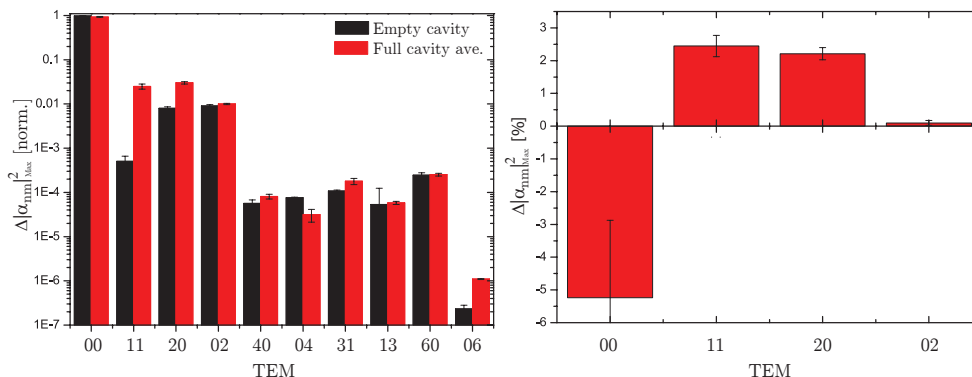 Δ|α_nm|²_Max [norm.]
1
0.1
0.01
1E-3
1E-4
1E-5
1E-6
1E-7
Empty cavity
Full cavity ave.
00 11 20 02 40 04 31 13 60 06
TEM
Δ|α_nm|²_Max [%]
3
2
1
0
-1
-2
-3
-4
-5
-6
00 11 20 02
TEM